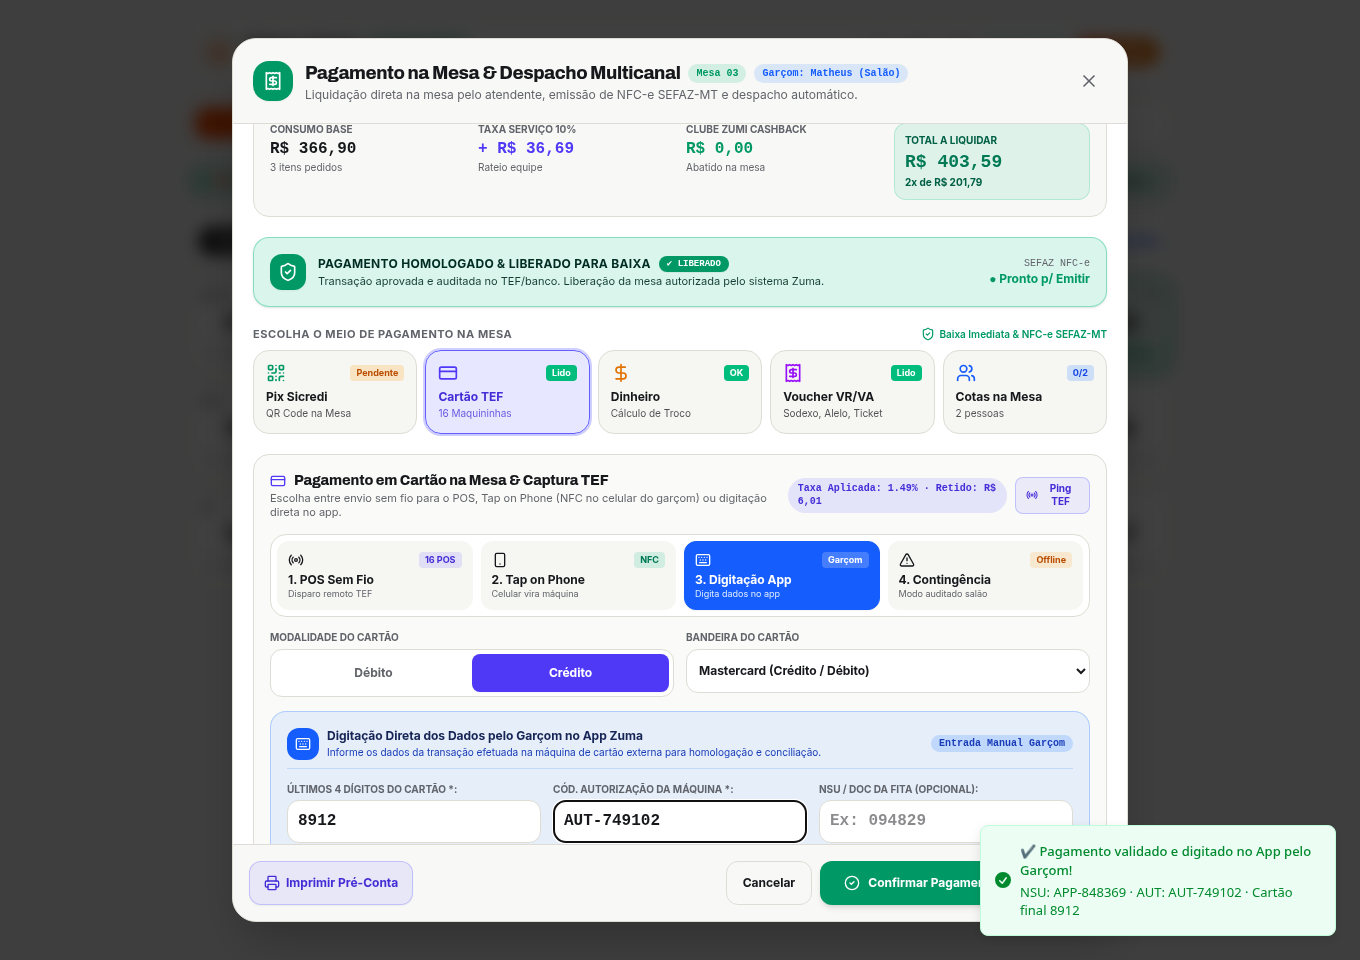 Pagamento na Mesa & Despacho Multicanal
Mesa 03
Garçom: Matheus (Salão)
Liquidação direta na mesa pelo atendente, emissão de NFC-e SEFAZ-MT e despacho automático.
CONSUMO BASE
R$ 366,90
3 itens pedidos
TAXA SERVIÇO 10%
+ R$ 36,69
Rateio equipe
CLUBE ZUMI CASHBACK
R$ 0,00
Abatido na mesa
TOTAL A LIQUIDAR
R$ 403,59
2x de R$ 201,79
PAGAMENTO HOMOLOGADO & LIBERADO PARA BAIXA
✔ LIBERADO
Transação aprovada e auditada no TEF/banco. Liberação da mesa autorizada pelo sistema Zuma.
SEFAZ NFC-e
● Pronto p/ Emitir
ESCOLHA O MEIO DE PAGAMENTO NA MESA
Baixa Imediata & NFC-e SEFAZ-MT
Pendente
Pix Sicredi
QR Code na Mesa
Lido
Cartão TEF
16 Maquininhas
OK
Dinheiro
Cálculo de Troco
Lido
Voucher VR/VA
Sodexo, Alelo, Ticket
0/2
Cotas na Mesa
2 pessoas
Pagamento em Cartão na Mesa & Captura TEF
Escolha entre envio sem fio para o POS, Tap on Phone (NFC no celular do garçom) ou digitação
direta no app.
Taxa Aplicada: 1.49% · Retido: R$
6,01
Ping
TEF
16 POS
1. POS Sem Fio
Disparo remoto TEF
NFC
2. Tap on Phone
Celular vira máquina
Garçom
3. Digitação App
Digita dados no app
Offline
4. Contingência
Modo auditado salão
MODALIDADE DO CARTÃO
Débito
Crédito
BANDEIRA DO CARTÃO
Mastercard (Crédito / Débito)
Digitação Direta dos Dados pelo Garçom no App Zuma
Informe os dados da transação efetuada na máquina de cartão externa para homologação e conciliação.
Entrada Manual Garçom
ÚLTIMOS 4 DÍGITOS DO CARTÃO *:
8912
CÓD. AUTORIZAÇÃO DA MÁQUINA *:
AUT-749102
NSU / DOC DA FITA (OPCIONAL):
Ex: 094829
Imprimir Pré-Conta
Cancelar
Confirmar Pagamen
✔ Pagamento validado e digitado no App pelo
Garçom!
NSU: APP-848369 · AUT: AUT-749102 · Cartão
final 8912